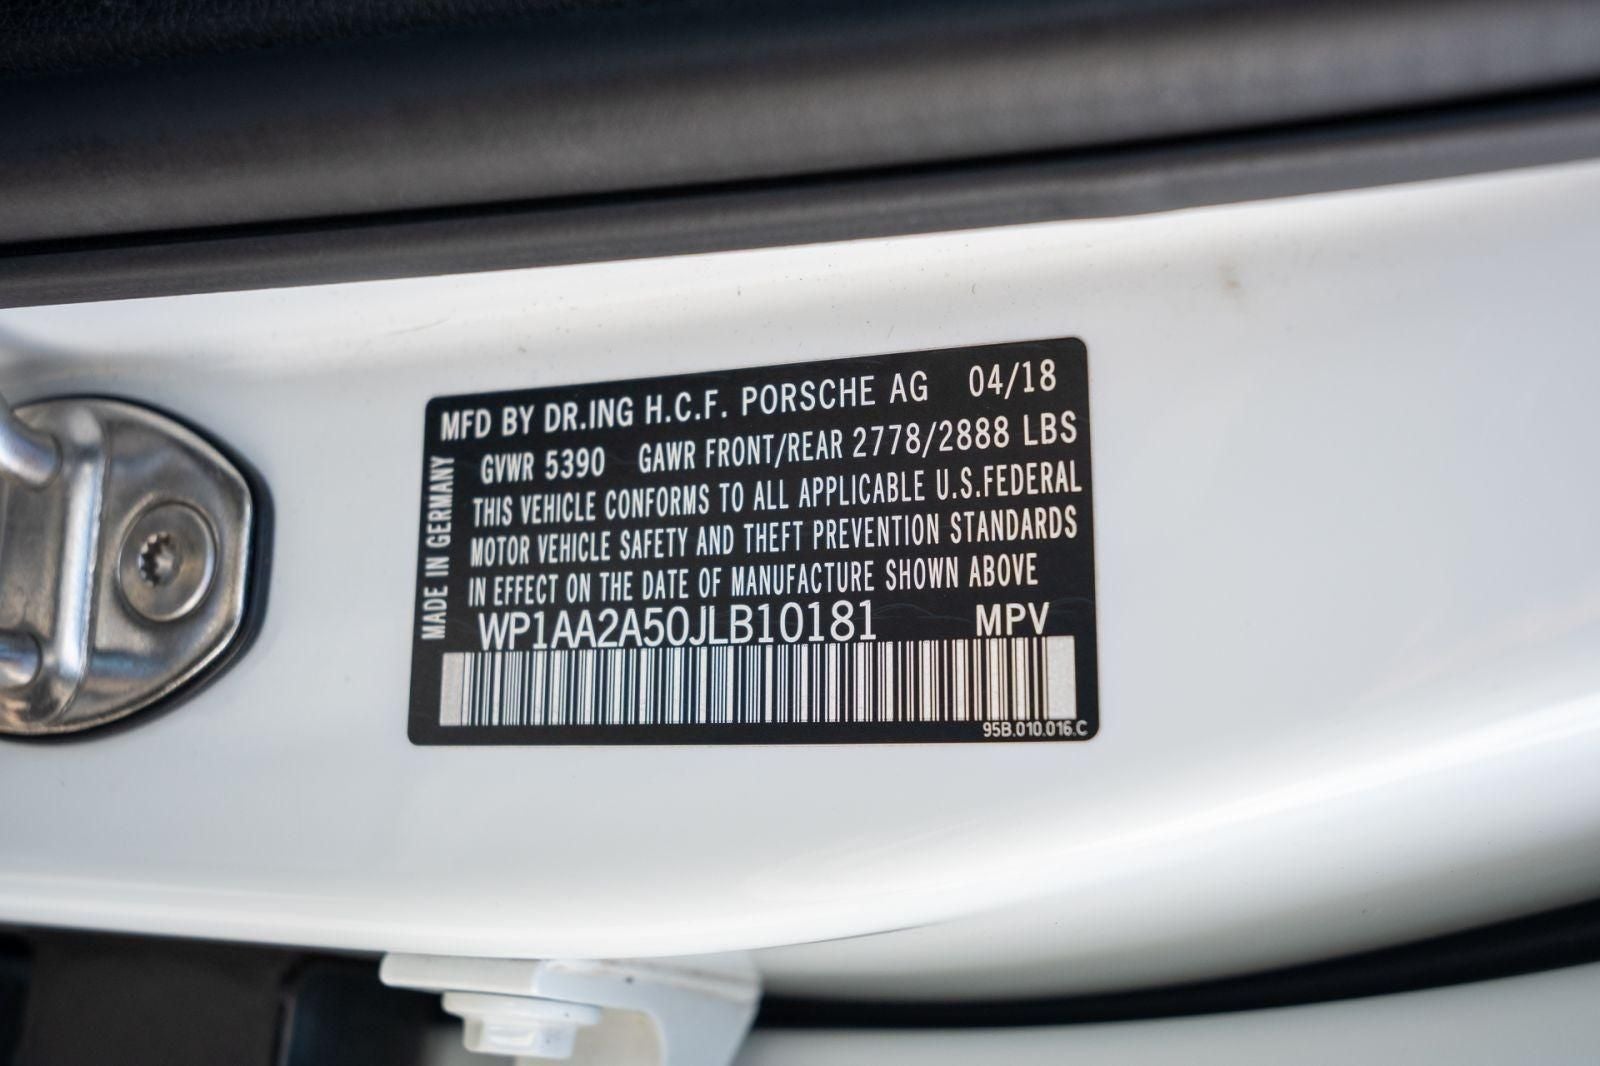 MFD BY DR.ING H.C.F. PORSCHE AG 04/18
GVWR 5390 GAWR FRONT/REAR 2778/2888 LBS
THIS VEHICLE CONFORMS TO ALL APPLICABLE U.S.FEDERAL
MOTOR VEHICLE SAFETY AND THEFT PREVENTION STANDARDS
IN EFFECT ON THE DATE OF MANUFACTURE SHOWN ABOVE
WP1AA2A50JLB10181 MPV
95B.010.016.C
MADE IN GERMANY